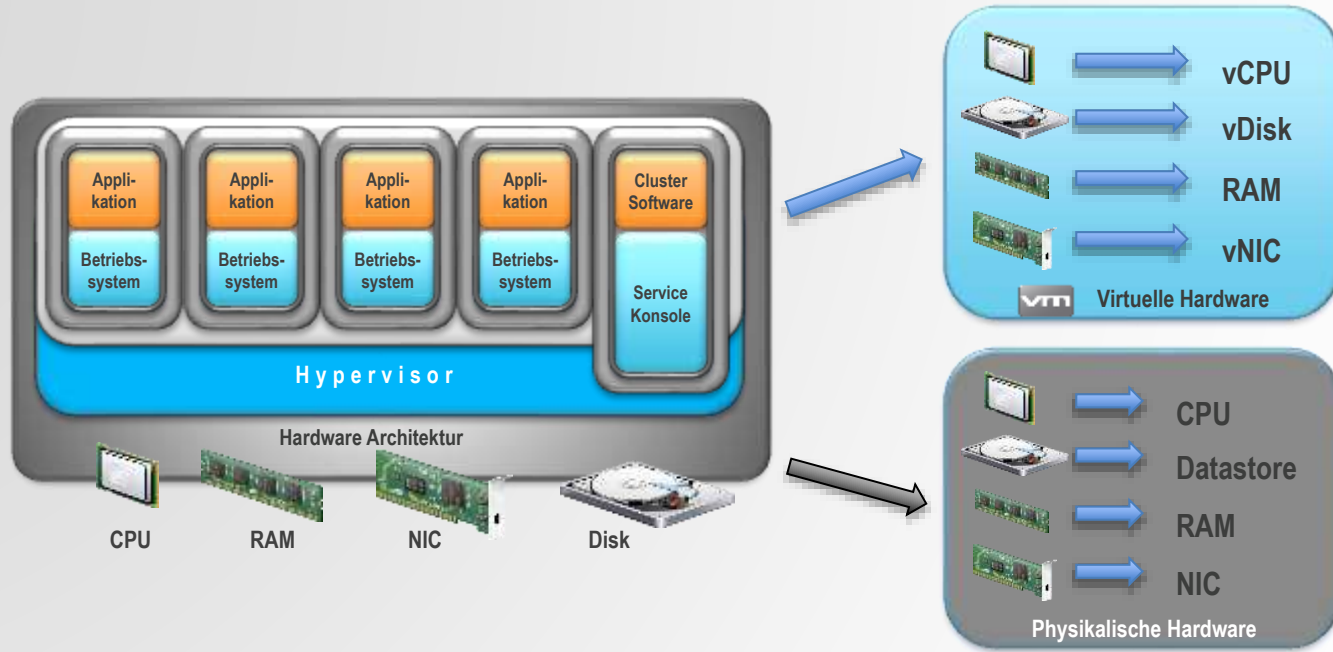 Appli-
kation
Betriebs-
system
Appli-
kation
Betriebs-
system
Appli-
kation
Betriebs-
system
Appli-
kation
Betriebs-
system
Cluster
Software
Service
Konsole
Hypervisor
Hardware Architektur
CPU
RAM
NIC
Disk
vCPU
vDisk
RAM
vNIC
vm
Virtuelle Hardware
CPU
Datastore
RAM
NIC
Physikalische Hardware